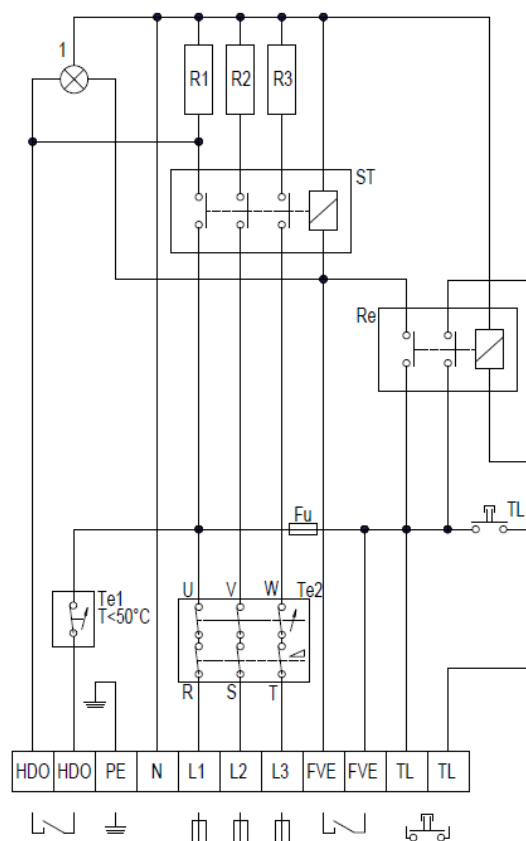 1
R1 R2 R3
ST
Re
Fu
TL
Te1
T<50°C
U V W Te2
R S T
HDO HDO PE N L1 L2 L3 FVE FVE TL TL